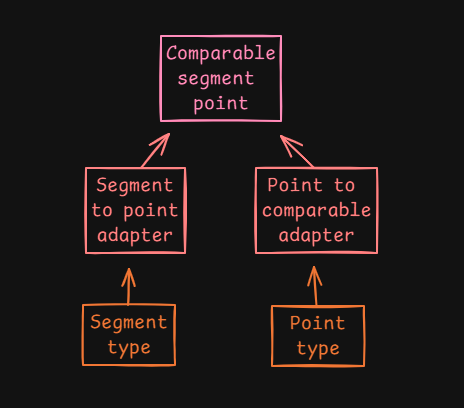 Comparable
segment
point
Segment
to point
adapter
Point to
comparable
adapter
Segment
type
Point
type